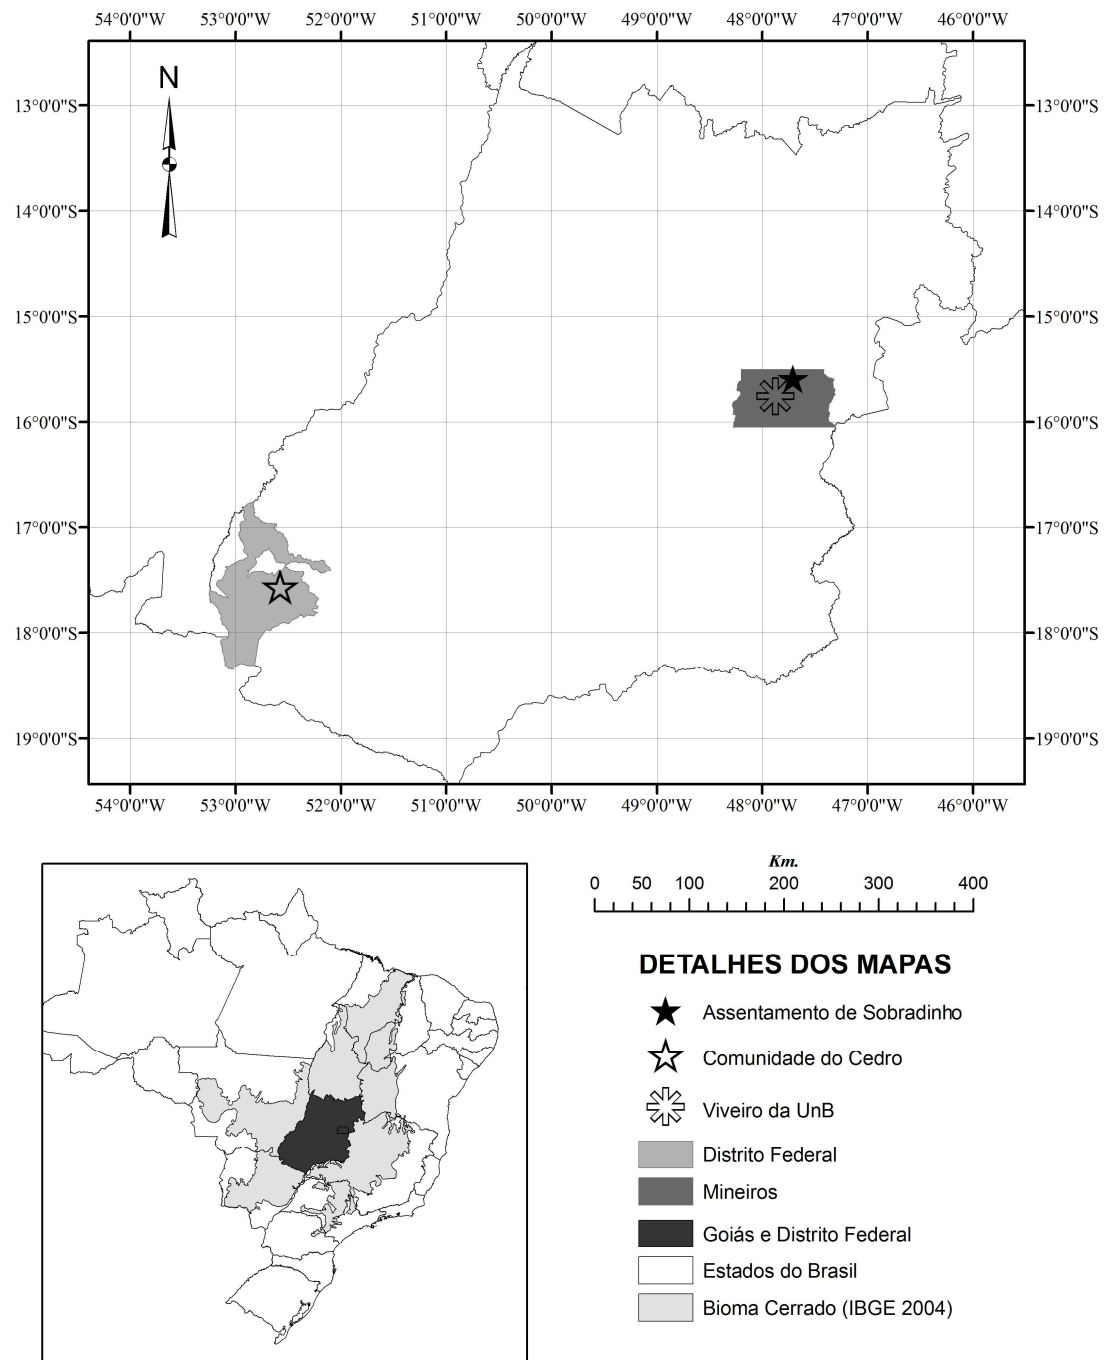 54°0'0"W 53°0'0"W 52°0'0"W 51°0'0"W 50°0'0"W 49°0'0"W 48°0'0"W 47°0'0"W 46°0'0"W
N
13°0'0"S 13°0'0"S
14°0'0"S 14°0'0"S
15°0'0"S 15°0'0"S
16°0'0"S 16°0'0"S
17°0'0"S 17°0'0"S
18°0'0"S 18°0'0"S
19°0'0"S 19°0'0"S
54°0'0"W 53°0'0"W 52°0'0"W 51°0'0"W 50°0'0"W 49°0'0"W 48°0'0"W 47°0'0"W 46°0'0"W
Km.
0 50 100 200 300 400
DETALHES DOS MAPAS
Assentamento de Sobradinho
Comunidade do Cedro
Viveiro da UnB
Distrito Federal
Mineiros
Goiás e Distrito Federal
Estados do Brasil
Bioma Cerrado (IBGE 2004)